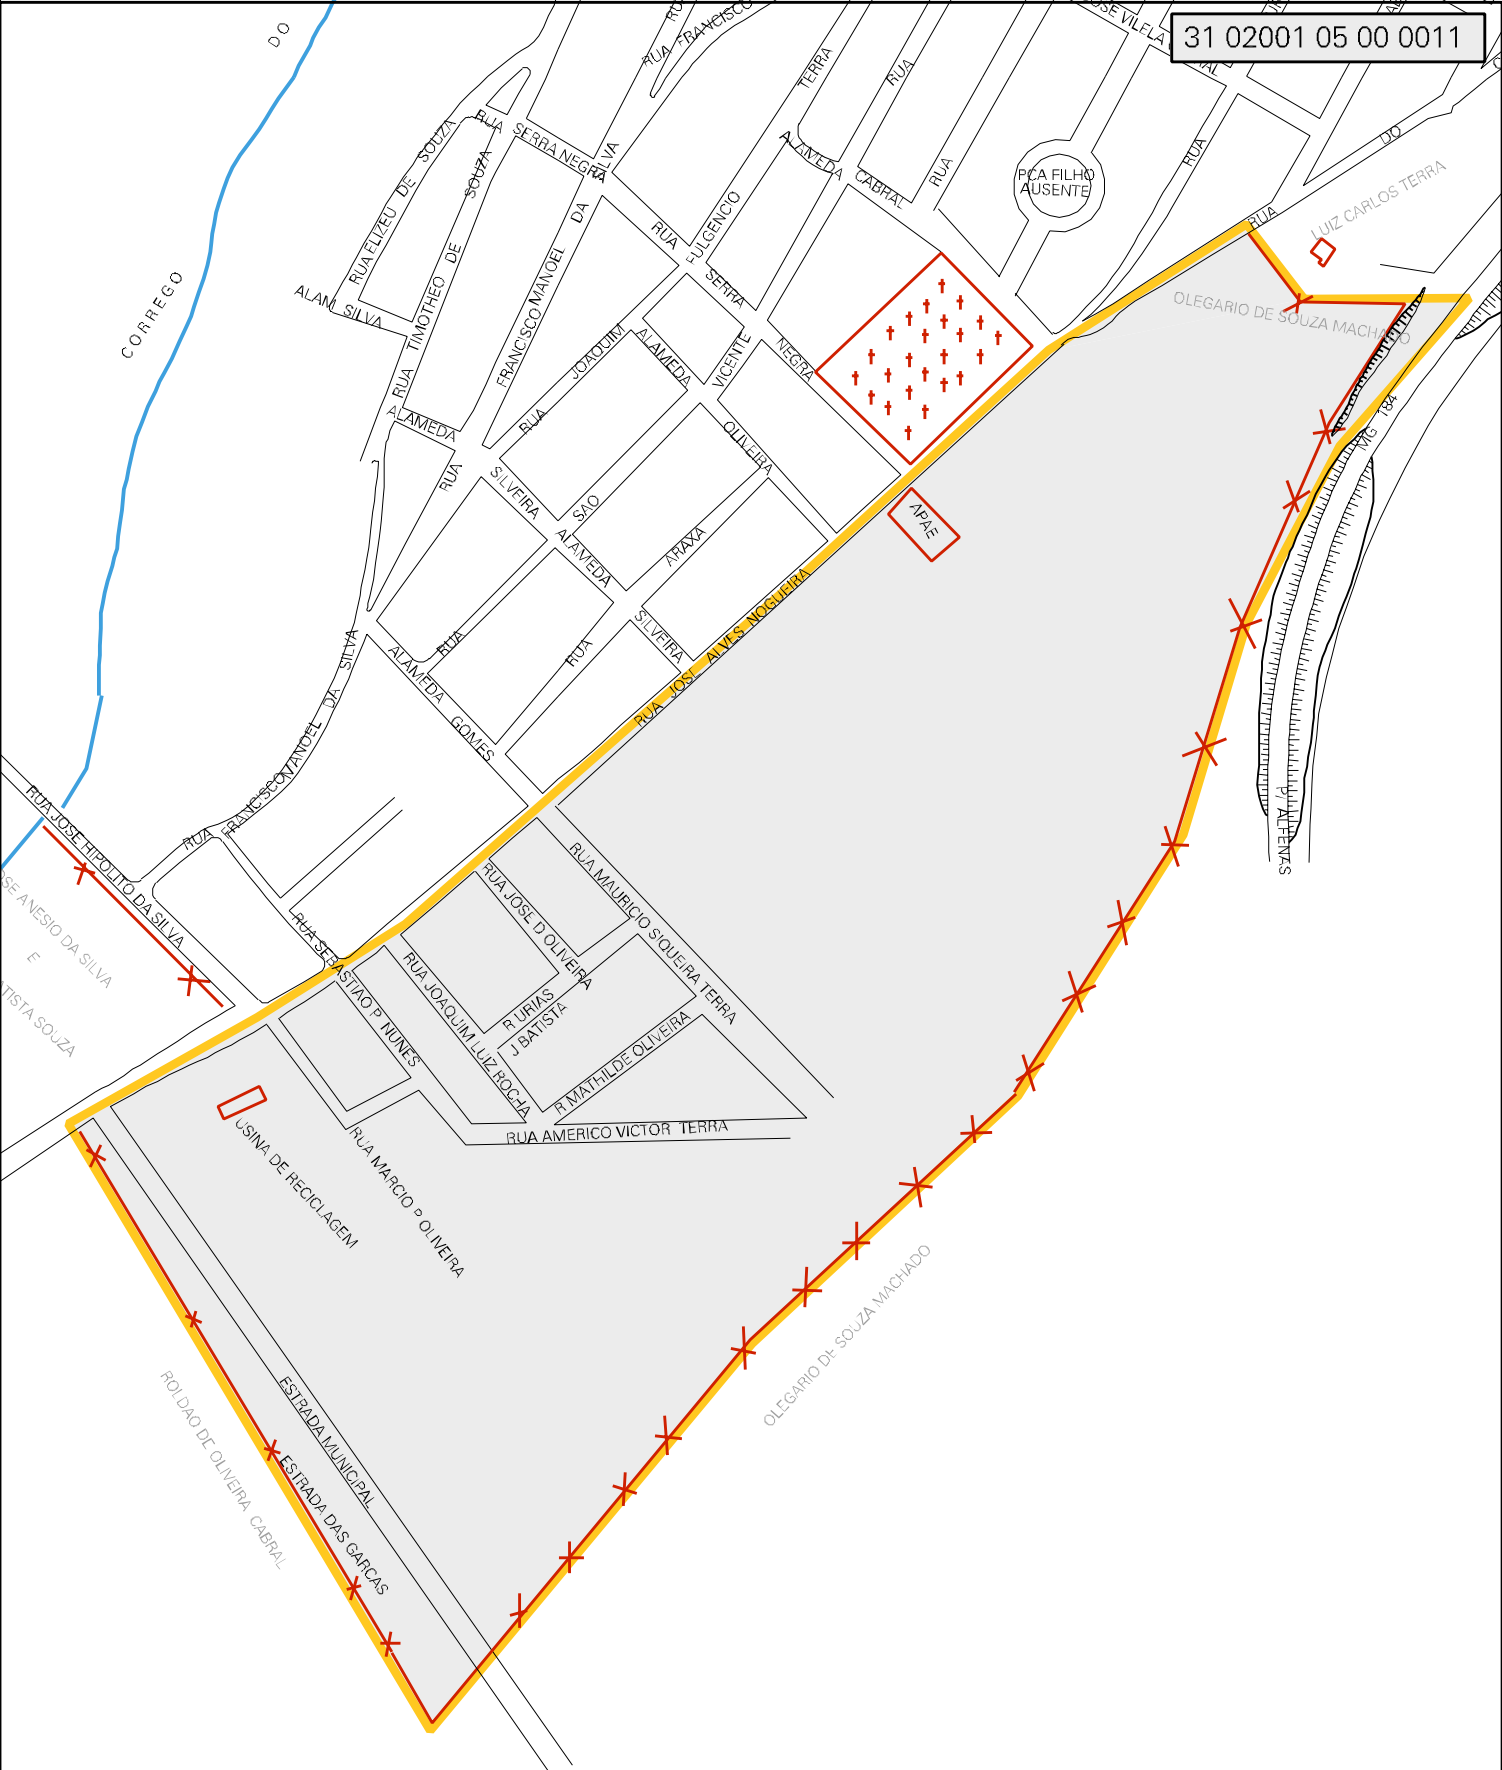 31 02001 05 00 0011
DO
RUA FRANCISCO
TERRA
RUA
JOSE VILELA
DO
RUA SERRA NEGRA
SILVA
RUA ELIZEU DE SOUZA
SOUZA
ALAMEDA CABRAL
RUA
PCA FILHO
AUSENTE
RUA
LUIZ CARLOS TERRA
RUA
CORREGO
RUA TIMOTHEO DE
FRANCISCO MANOEL DA
RUA SERRA
FULGENCIO
ALAM SILVA
OLEGARIO DE SOUZA MACHADO
JOAQUIM
ALAMEDA
VICENTE
NEGRA
ALAMEDA
RUA
OLIVEIRA
MG 184
RUA
SILVEIRA
SAO
APAE
ALAMEDA
ARAXA
RUA JOSE ALVES NOGUEIRA
RUA
RUA
SILVEIRA
ALAMEDA GOMES
RUA FRANCISCO MANOEL DA SILVA
P/ ALFENAS
RUA JOSE HIPOLITO DA SILVA
ANESIO DA SILVA
E
SOUZA
RUA SEBASTIAO P NUNES
RUA JOSE D OLIVEIRA
RUA MAURICIO SIQUEIRA TERRA
RUA JOAQUIM LUIZ ROCHA
R URIAS
J BATISTA
R MATHILDE OLIVEIRA
RUA AMERICO VICTOR TERRA
USINA DE RECICLAGEM
RUA MARCIO P OLIVEIRA
OLEGARIO DE SOUZA MACHADO
ROLDAO DE OLIVEIRA CABRAL
ESTRADA MUNICIPAL
ESTRADA DAS GARCAS